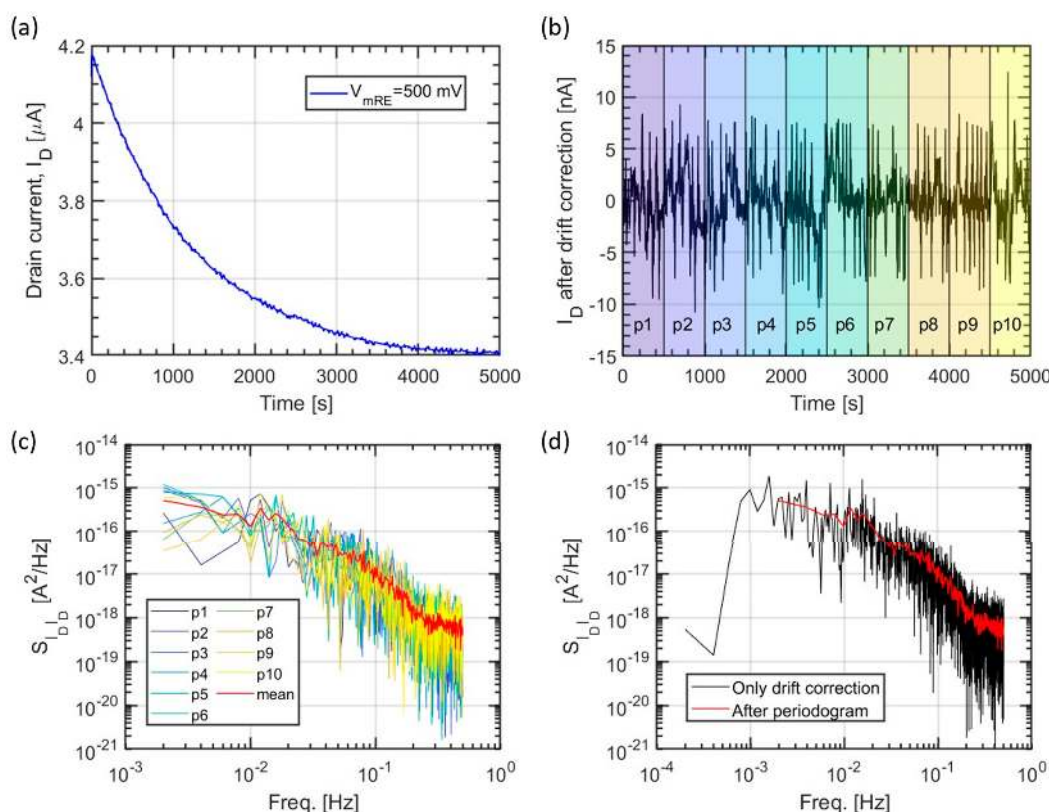 (a)
4.2
4
3.8
3.6
3.4
Drain current, I_D [μA]
V_mRE=500 mV
0 1000 2000 3000 4000 5000
Time [s]
(b)
15
10
5
0
-5
-10
-15
I_D after drift correction [nA]
p1 p2 p3 p4 p5 p6 p7 p8 p9 p10
0 1000 2000 3000 4000 5000
Time [s]
(c)
10^-14
10^-15
10^-16
10^-17
10^-18
10^-19
10^-20
10^-21
S_I_DI_D [A^2/Hz]
p1 p7
p2 p8
p3 p9
p4 p10
p5 mean
p6
10^-3 10^-2 10^-1 10^0
Freq. [Hz]
(d)
10^-14
10^-15
10^-16
10^-17
10^-18
10^-19
10^-20
10^-21
S_I_DI_D [A^2/Hz]
Only drift correction
After periodogram
10^-4 10^-3 10^-2 10^-1 10^0
Freq. [Hz]